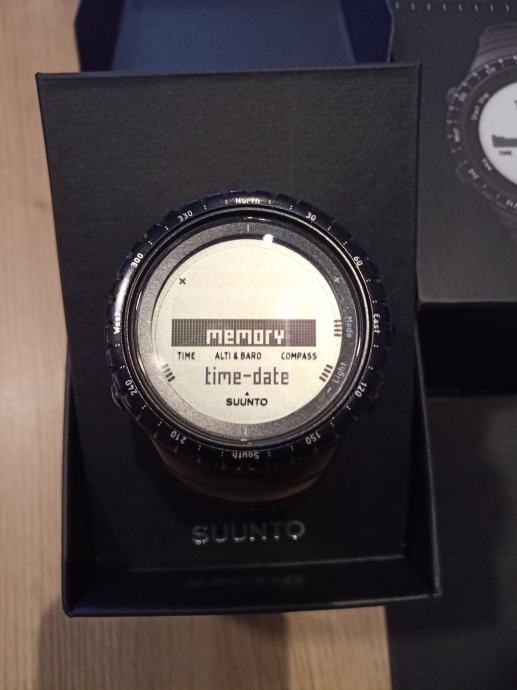 North
30
60
East
120
150
South
210
240
West
300
330
Mode
Light
memory
TIME ALTI & BARO COMPASS
time-date
SUUNTO
SUUNTO
TIME